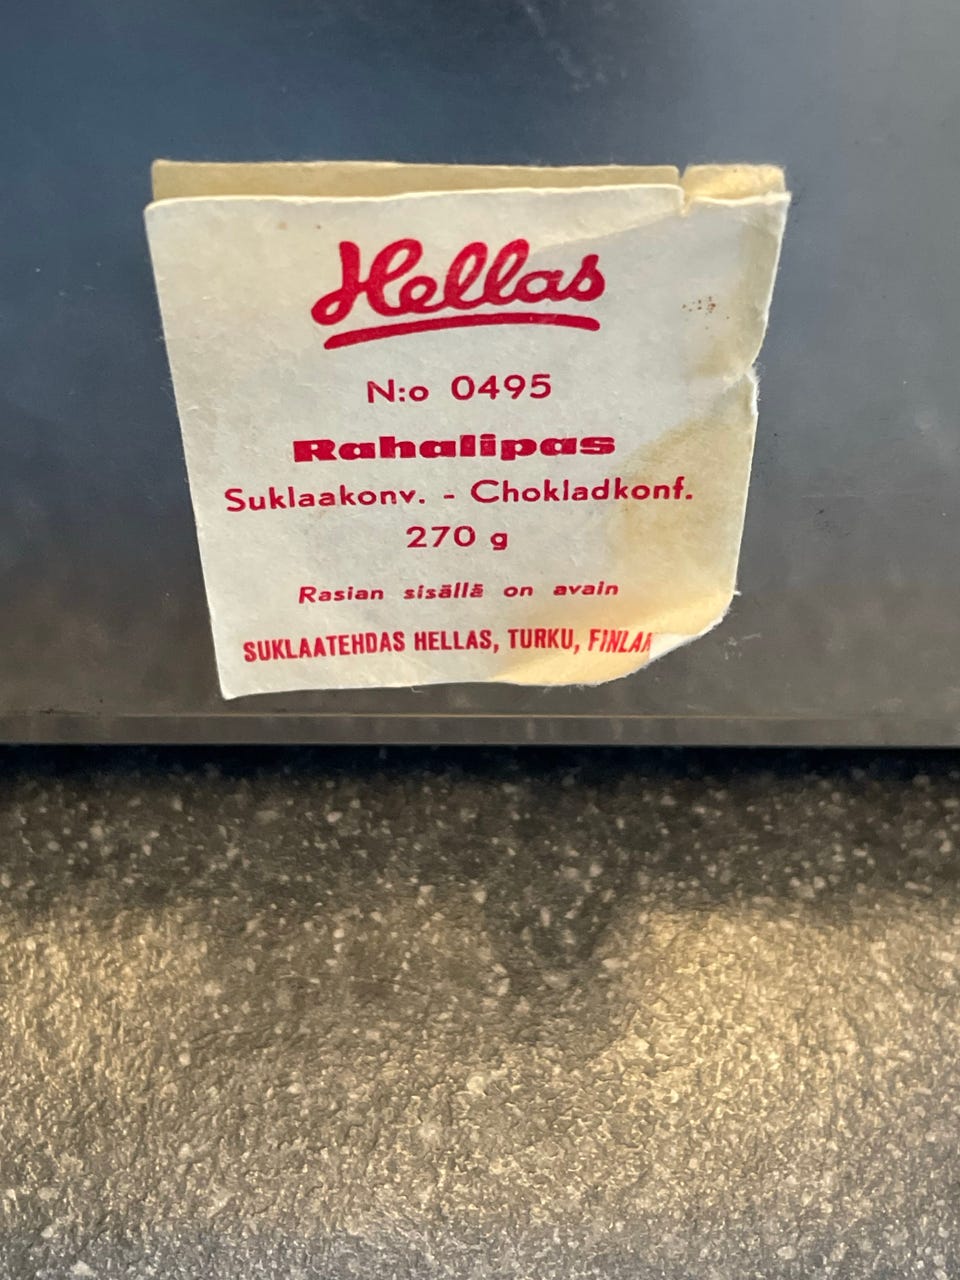 Hellas
N:o 0495
Rahalipas
Suklaakonv. - Chokladkonf.
270 g
Rasian sisällä on avain
SUKLAATEHDAS HELLAS, TURKU,